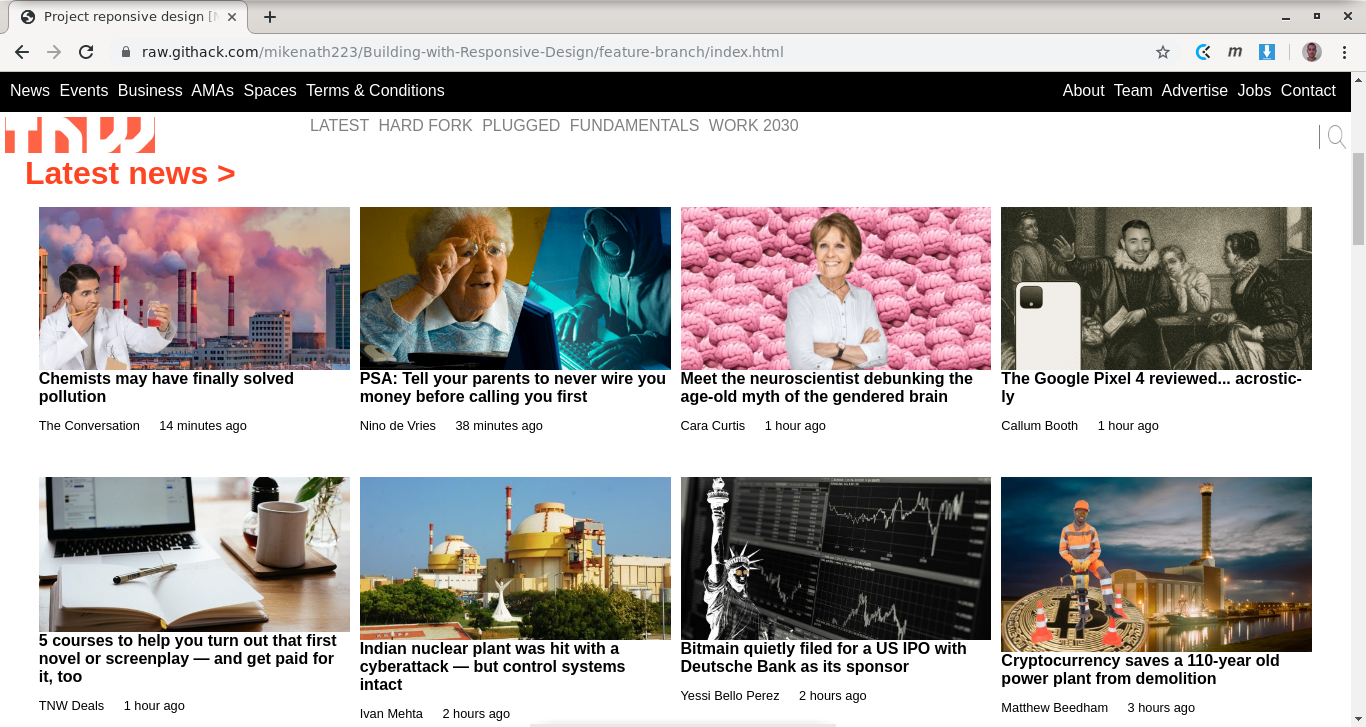 Project reponsive design [N
raw.githack.com/mikenath223/Building-with-Responsive-Design/feature-branch/index.html
m
News Events Business AMAs Spaces Terms & Conditions About Team Advertise Jobs Contact
TNW LATEST HARD FORK PLUGGED FUNDAMENTALS WORK 2030
Latest news >
Chemists may have finally solved
pollution
The Conversation 14 minutes ago
PSA: Tell your parents to never wire you
money before calling you first
Nino de Vries 38 minutes ago
Meet the neuroscientist debunking the
age-old myth of the gendered brain
Cara Curtis 1 hour ago
The Google Pixel 4 reviewed... acrostic-
ly
Callum Booth 1 hour ago
5 courses to help you turn out that first
novel or screenplay — and get paid for
it, too
TNW Deals 1 hour ago
Indian nuclear plant was hit with a
cyberattack — but control systems
intact
Ivan Mehta 2 hours ago
Bitmain quietly filed for a US IPO with
Deutsche Bank as its sponsor
Yessi Bello Perez 2 hours ago
Cryptocurrency saves a 110-year old
power plant from demolition
Matthew Beedham 3 hours ago